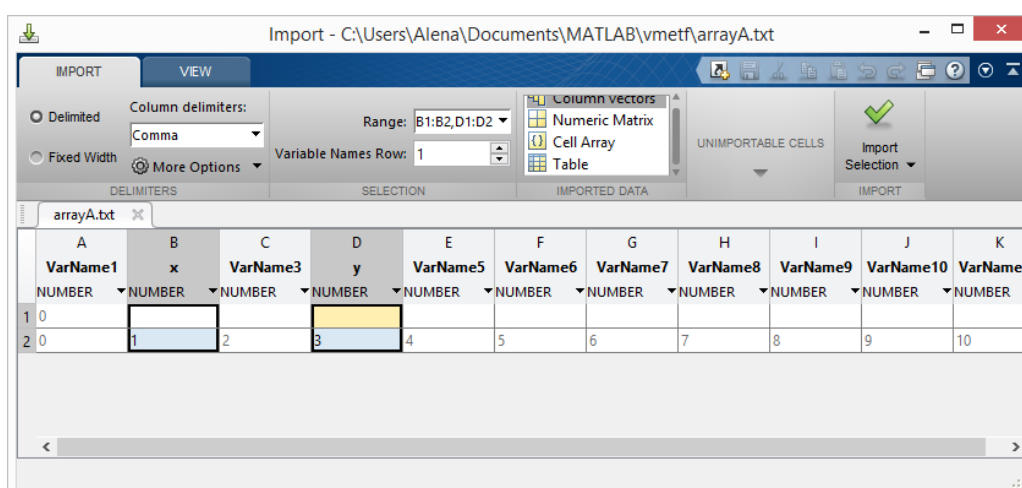 Import - C:\Users\Alena\Documents\MATLAB\vmetf\arrayA.txt
IMPORT VIEW
Delimited
Fixed Width
Column delimiters:
Comma
More Options
DELIMITERS
Range: B1:B2,D1:D2
Variable Names Row: 1
SELECTION
Column vectors
Numeric Matrix
Cell Array
Table
IMPORTED DATA
UNIMPORTABLE CELLS
Import
Selection
IMPORT
arrayA.txt
A B C D E F G H I J K
VarName1 x VarName3 y VarName5 VarName6 VarName7 VarName8 VarName9 VarName10 VarName
NUMBER NUMBER NUMBER NUMBER NUMBER NUMBER NUMBER NUMBER NUMBER NUMBER NUMBER
1 0
2 0 1 2 3 4 5 6 7 8 9 10